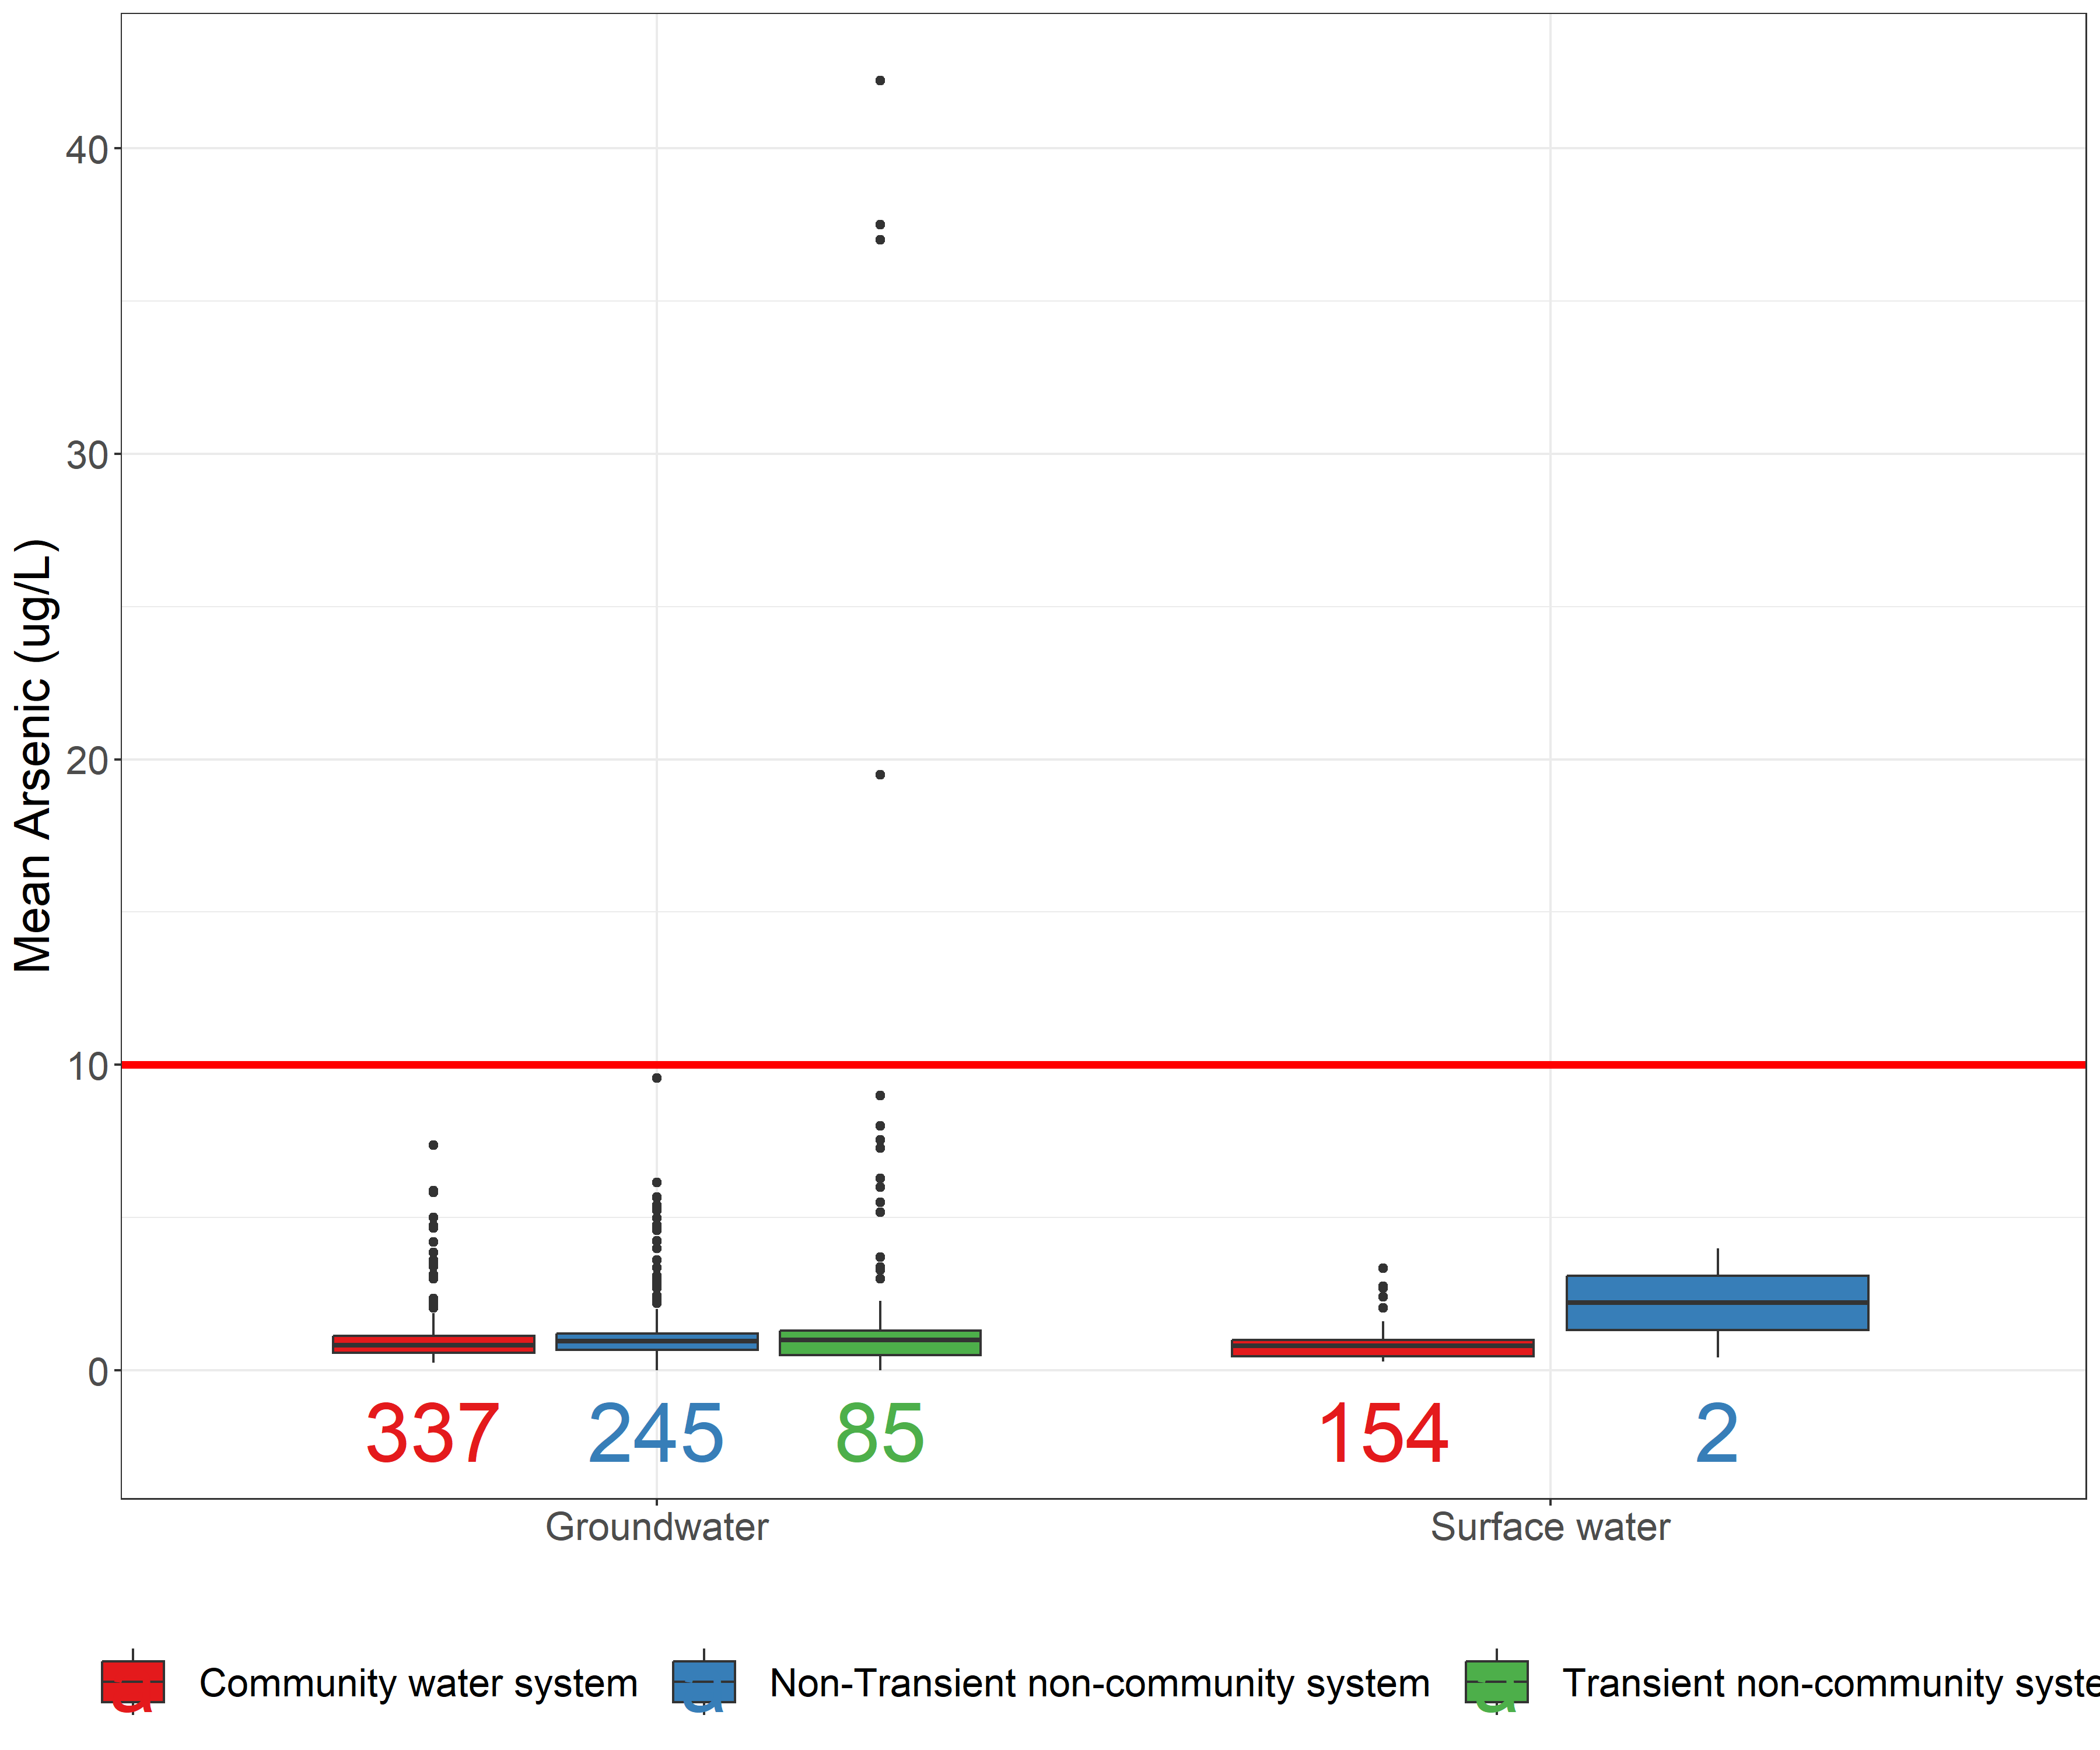 Mean Arsenic (ug/L)
40
30
20
10
0
337 245 85 154 2
Groundwater Surface water
a Community water system a Non-Transient non-community system a Transient non-community syste